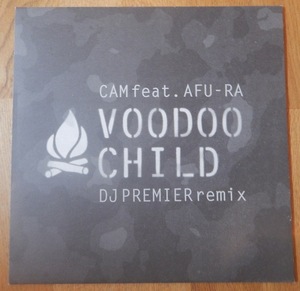 CAM feat. AFU-RA
VOODOO
CHILD
DJ PREMIER remix